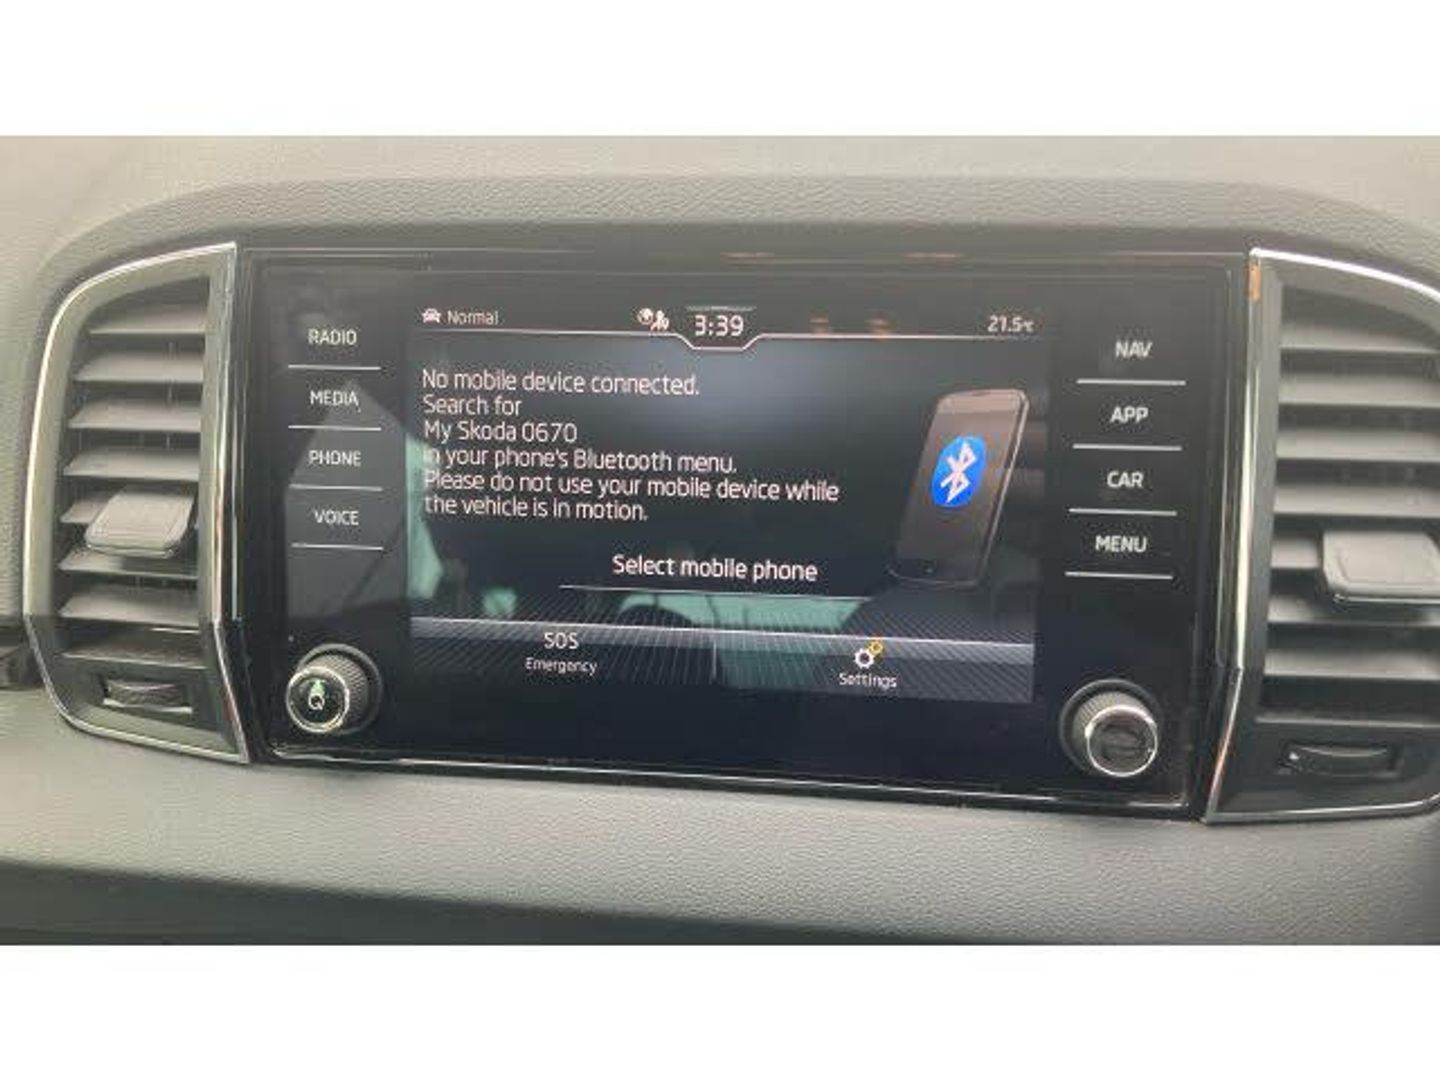 Normal
3:39
21.5°C
RADIO
MEDIA
PHONE
VOICE
No mobile device connected.
Search for
My Skoda 0670
in your phone's Bluetooth menu.
Please do not use your mobile device while
the vehicle is in motion.
Select mobile phone
SOS
Emergency
Settings
NAV
APP
CAR
MENU